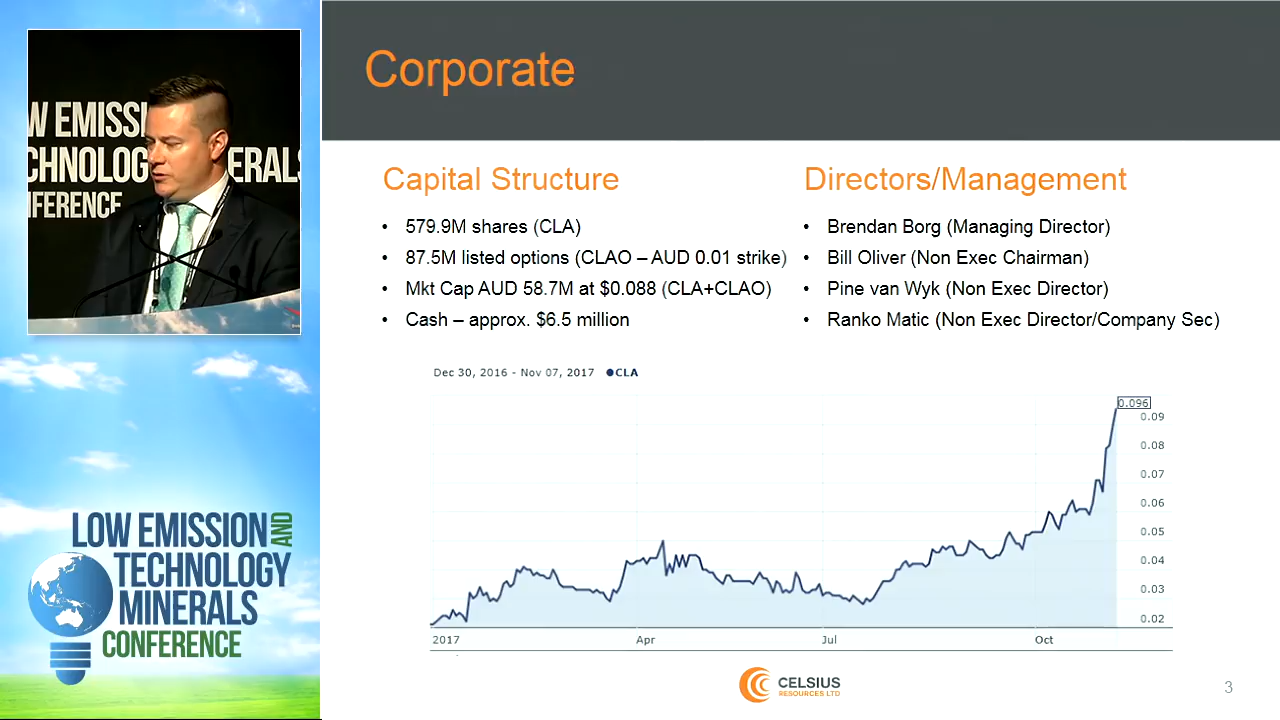 W EMISSI
CHNOLOG
ERALS
NFERENCE
LOW EMISSION AND
TECHNOLOGY
MINERALS
CONFERENCE
Corporate
Capital Structure
• 579.9M shares (CLA)
• 87.5M listed options (CLAO – AUD 0.01 strike)
• Mkt Cap AUD 58.7M at $0.088 (CLA+CLAO)
• Cash – approx. $6.5 million
Directors/Management
• Brendan Borg (Managing Director)
• Bill Oliver (Non Exec Chairman)
• Pine van Wyk (Non Exec Director)
• Ranko Matic (Non Exec Director/Company Sec)
Dec 30, 2016 - Nov 07, 2017 ●CLA
0.096
0.09
0.08
0.07
0.06
0.05
0.04
0.03
0.02
2017 Apr Jul Oct
CELSIUS
RESOURCES LTD
3